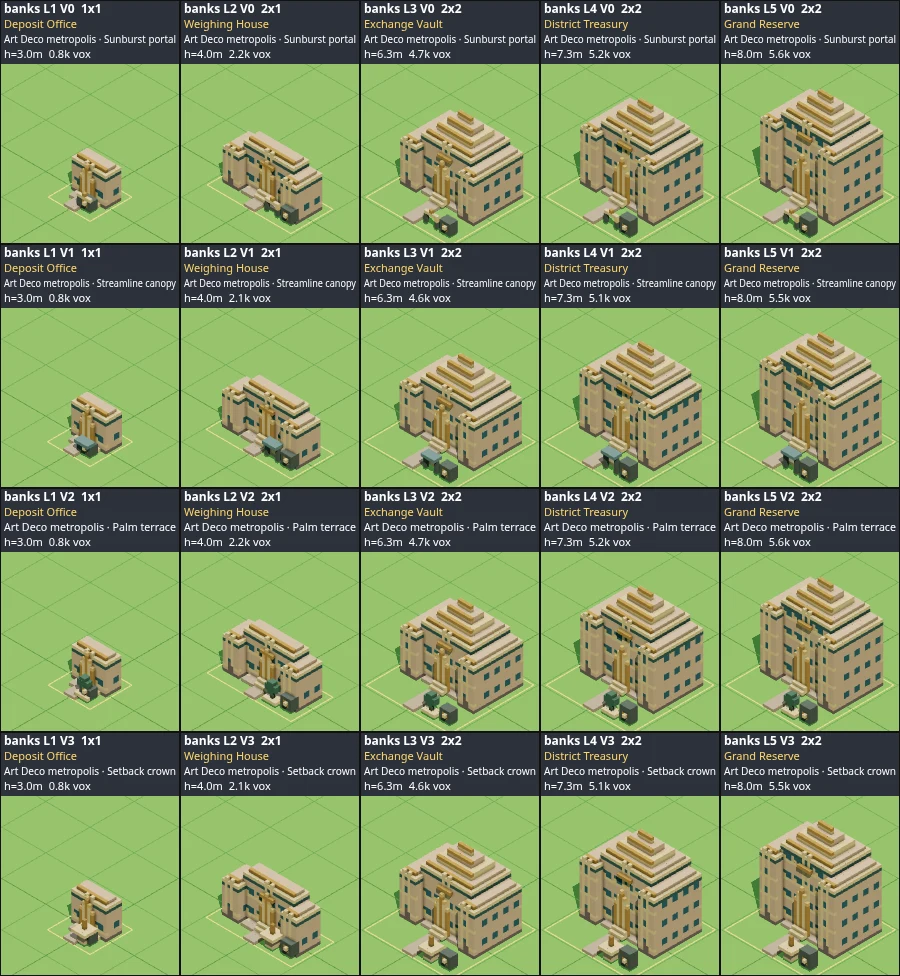 banks L1 V0 1x1
Deposit Office
Art Deco metropolis · Sunburst portal
h=3.0m 0.8k vox
banks L2 V0 2x1
Weighing House
Art Deco metropolis · Sunburst portal
h=4.0m 2.2k vox
banks L3 V0 2x2
Exchange Vault
Art Deco metropolis · Sunburst portal
h=6.3m 4.7k vox
banks L4 V0 2x2
District Treasury
Art Deco metropolis · Sunburst portal
h=7.3m 5.2k vox
banks L5 V0 2x2
Grand Reserve
Art Deco metropolis · Sunburst portal
h=8.0m 5.6k vox
banks L1 V1 1x1
Deposit Office
Art Deco metropolis · Streamline canopy
h=3.0m 0.8k vox
banks L2 V1 2x1
Weighing House
Art Deco metropolis · Streamline canopy
h=4.0m 2.1k vox
banks L3 V1 2x2
Exchange Vault
Art Deco metropolis · Streamline canopy
h=6.3m 4.6k vox
banks L4 V1 2x2
District Treasury
Art Deco metropolis · Streamline canopy
h=7.3m 5.1k vox
banks L5 V1 2x2
Grand Reserve
Art Deco metropolis · Streamline canopy
h=8.0m 5.5k vox
banks L1 V2 1x1
Deposit Office
Art Deco metropolis · Palm terrace
h=3.0m 0.8k vox
banks L2 V2 2x1
Weighing House
Art Deco metropolis · Palm terrace
h=4.0m 2.2k vox
banks L3 V2 2x2
Exchange Vault
Art Deco metropolis · Palm terrace
h=6.3m 4.7k vox
banks L4 V2 2x2
District Treasury
Art Deco metropolis · Palm terrace
h=7.3m 5.2k vox
banks L5 V2 2x2
Grand Reserve
Art Deco metropolis · Palm terrace
h=8.0m 5.6k vox
banks L1 V3 1x1
Deposit Office
Art Deco metropolis · Setback crown
h=3.0m 0.8k vox
banks L2 V3 2x1
Weighing House
Art Deco metropolis · Setback crown
h=4.0m 2.1k vox
banks L3 V3 2x2
Exchange Vault
Art Deco metropolis · Setback crown
h=6.3m 4.6k vox
banks L4 V3 2x2
District Treasury
Art Deco metropolis · Setback crown
h=7.3m 5.1k vox
banks L5 V3 2x2
Grand Reserve
Art Deco metropolis · Setback crown
h=8.0m 5.5k vox